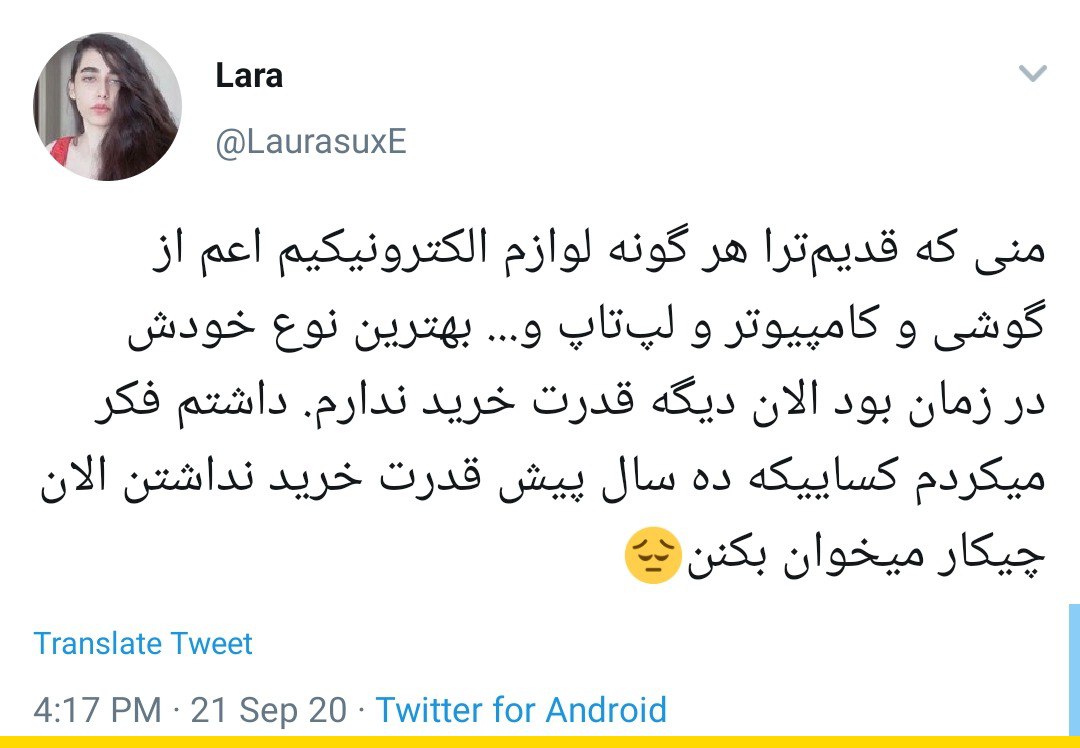 Lara
@LaurasuxE
منی که قدیم‌ترا هر گونه لوازم الکترونیکیم اعم از
گوشی و کامپیوتر و لپ‌تاپ و... بهترین نوع خودش
در زمان بود الان دیگه قدرت خرید ندارم. داشتم فکر
میکردم کساییکه ده سال پیش قدرت خرید نداشتن الان
چیکار میخوان بکنن😔
Translate Tweet
4:17 PM · 21 Sep 20 · Twitter for Android